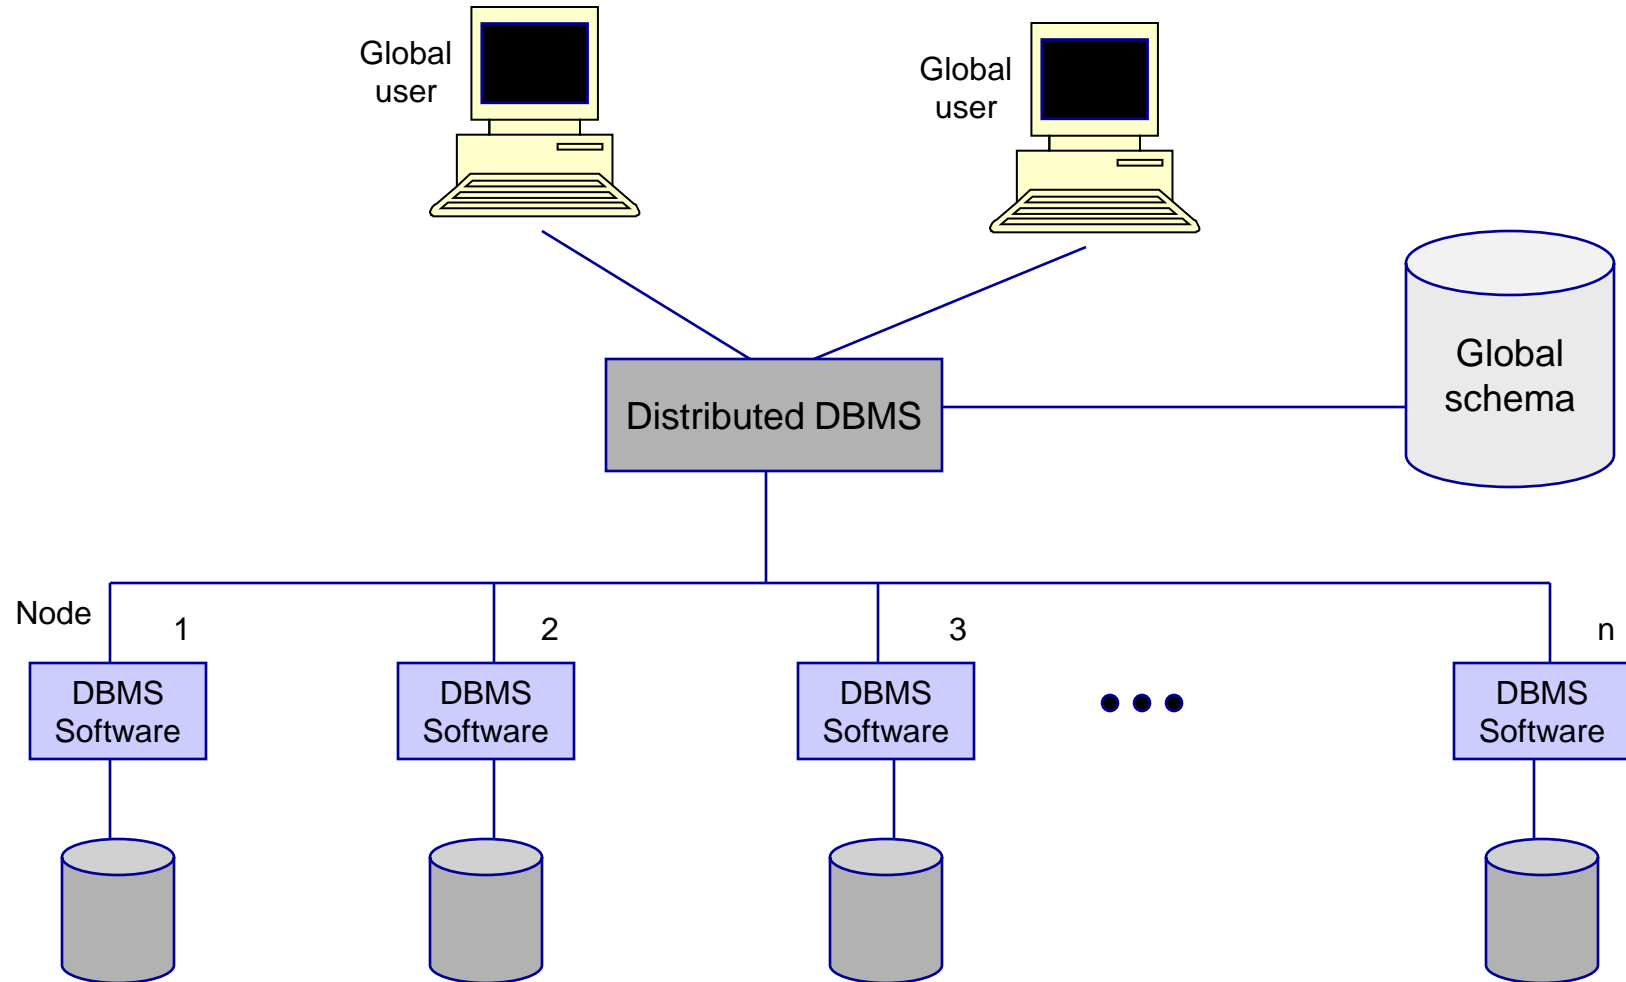 Global
user
Global
user
Distributed DBMS
Global
schema
Node
1
2
3
n
DBMS
Software
DBMS
Software
DBMS
Software
DBMS
Software